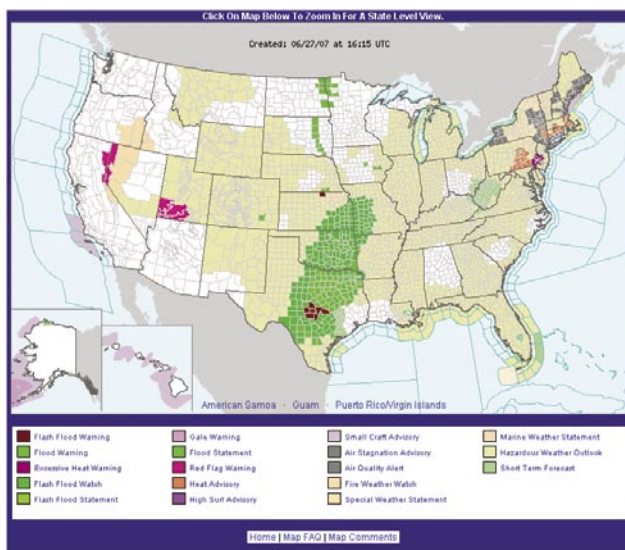 Click On Map Below To Zoom In For A State Level View.
Created: 06/27/07 at 16:15 UTC
American Samoa - Guam - Puerto Rico/Virgin Islands
Flash Flood Warning
Flood Warning
Excessive Heat Warning
Flash Flood Watch
Flash Flood Statement
Gale Warning
Flood Statement
Red Flag Warning
Heat Advisory
High Surf Advisory
Small Craft Advisory
Air Stagnation Advisory
Air Quality Alert
Fire Weather Watch
Special Weather Statement
Marine Weather Statement
Hazardous Weather Outlook
Short Term Forecast
Home | Map FAQ | Map Comments